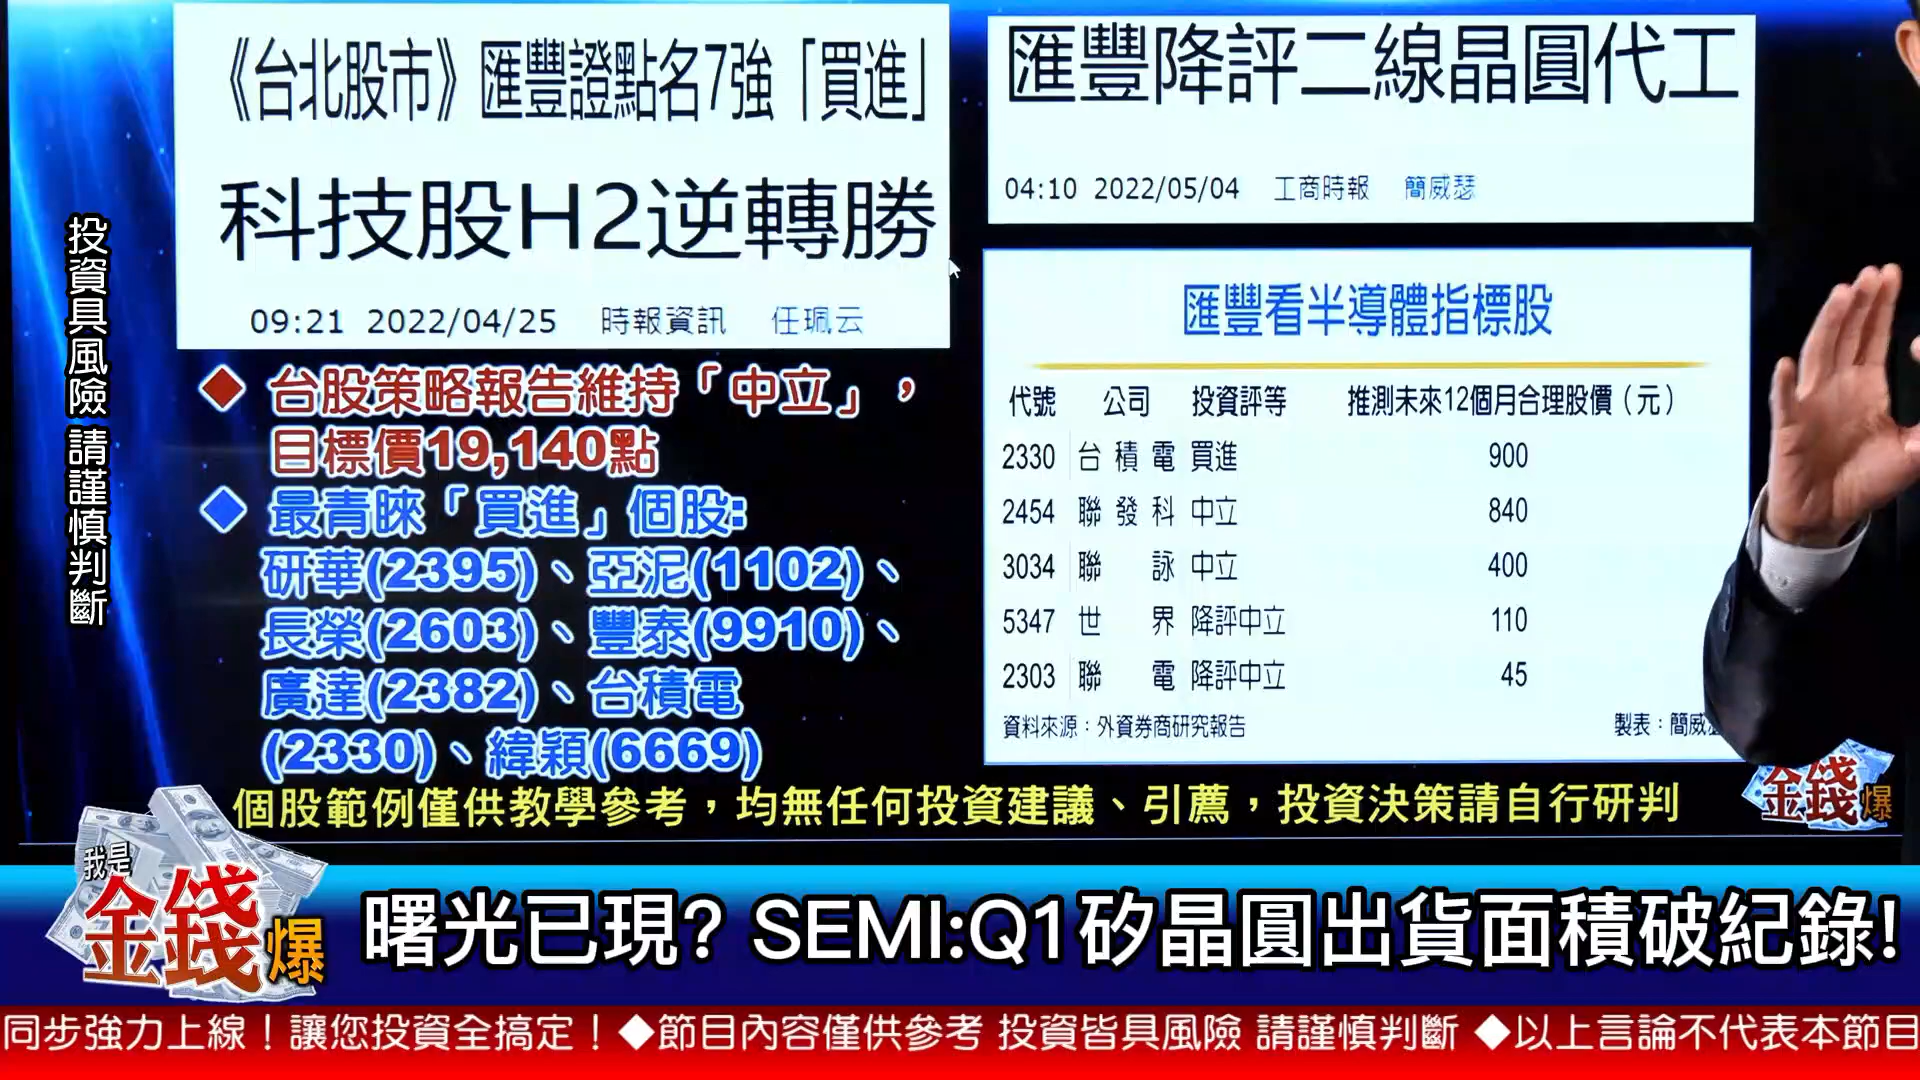 投資具風險 請謹慎判斷
《台北股市》匯豐證點名7強「買進」
科技股H2逆轉勝
09:21 2022/04/25 時報資訊 任珮云
◆ 台股策略報告維持「中立」，
目標價19,140點
◆ 最青睞「買進」個股:
研華(2395)、亞泥(1102)、
長榮(2603)、豐泰(9910)、
廣達(2382)、台積電
(2330)、緯穎(6669)
匯豐降評二線晶圓代工
04:10 2022/05/04 工商時報 簡威瑟
匯豐看半導體指標股
代號 公司 投資評等 推測未來12個月合理股價（元）
2330 台積電 買進 900
2454 聯發科 中立 840
3034 聯詠 中立 400
5347 世界 降評中立 110
2303 聯電 降評中立 45
資料來源：外資券商研究報告 製表：簡威
個股範例僅供教學參考，均無任何投資建議、引薦，投資決策請自行研判
金錢爆
我是
金錢爆
曙光已現? SEMI:Q1矽晶圓出貨面積破紀錄!
同步強力上線！讓您投資全搞定！◆節目內容僅供參考 投資皆具風險 請謹慎判斷 ◆以上言論不代表本節目